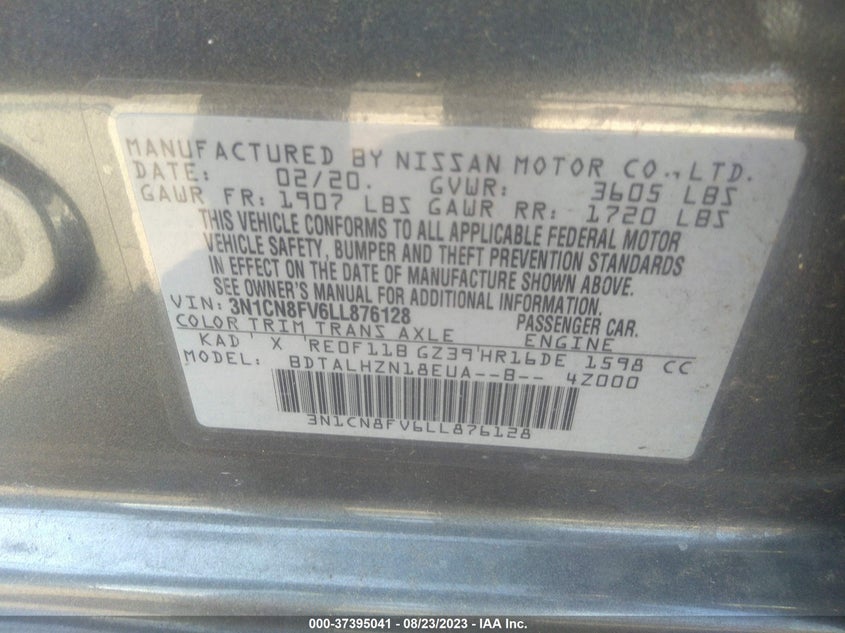 MANUFACTURED BY NISSAN MOTOR CO., LTD.
DATE: 02/20. GVWR: 3605 LBS
GAWR FR: 1907 LBS GAWR RR: 1720 LBS
THIS VEHICLE CONFORMS TO ALL APPLICABLE FEDERAL MOTOR
VEHICLE SAFETY, BUMPER AND THEFT PREVENTION STANDARDS
IN EFFECT ON THE DATE OF MANUFACTURE SHOWN ABOVE.
SEE OWNER'S MANUAL FOR ADDITIONAL INFORMATION.
VIN: 3N1CN8FV6LL876128 PASSENGER CAR.
COLOR TRIM TRANS AXLE ENGINE
KAD' X 'RE0F11B GZ39'HR16DE 1598 CC
MODEL: BDTALHZN18EUA--B-- 4Z000
3N1CN8FV6LL876128
000-37395041 - 08/23/2023 - IAA Inc.